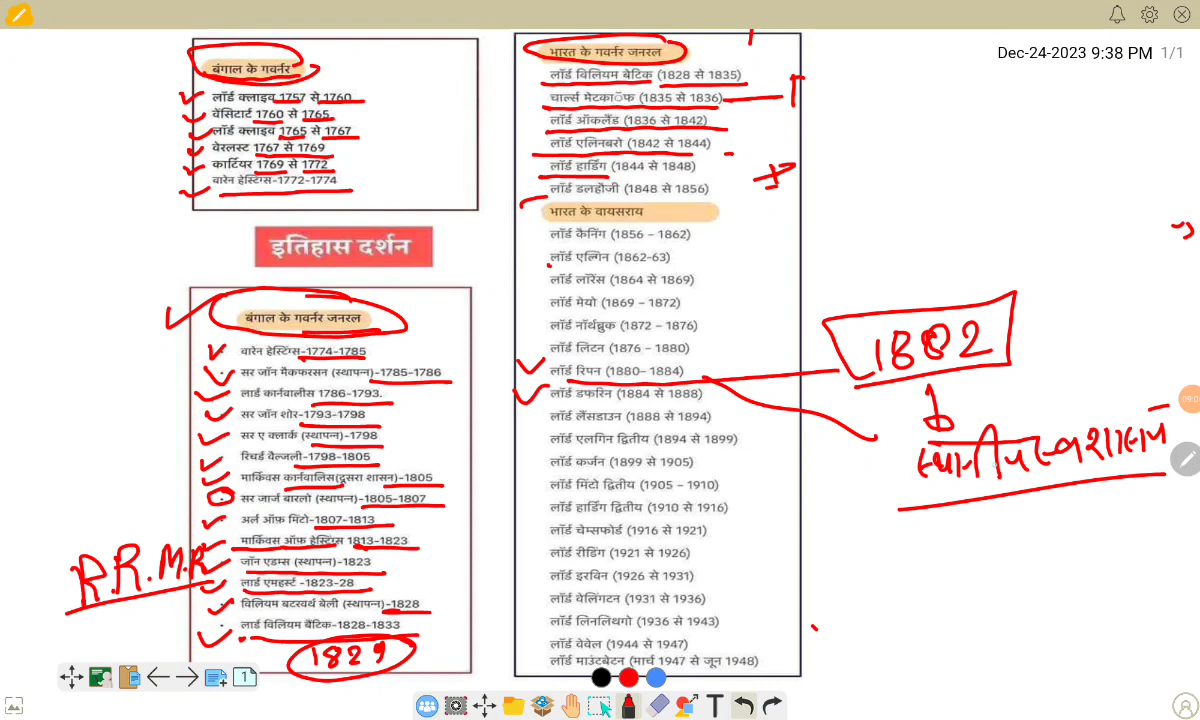 Dec-24-2023 9:38 PM 1/1
बंगाल के गवर्नर
लॉर्ड क्लाइव 1757 से 1760
वेंसिटार्ट 1760 से 1765
लॉर्ड क्लाइव 1765 से 1767
वेरलस्ट 1767 से 1769
कार्टियर 1769 से 1772
वारेन हेस्टिंग्स-1772-1774
इतिहास दर्शन
बंगाल के गवर्नर जनरल
वारेन हेस्टिंग्स-1774-1785
सर जॉन मैकफरसन (स्थापन्न)-1785-1786
लार्ड कार्नवालीस 1786-1793.
सर जॉन शोर-1793-1798
सर ए क्लार्क (स्थापन्न)-1798
रिचर्ड वैल्जली-1798-1805
मार्किवस कार्नवालिस(दूसरा शासन)-1805
सर जार्ज बारलो (स्थापन्न)-1805-1807
अर्ल ऑफ़ मिंटो-1807-1813
मार्किवस ऑफ़ हेस्टिंग्स 1813-1823
जॉन एडम्स (स्थापन्न)-1823
लार्ड एमहर्स्ट -1823-28
विलियम बटरवर्थ बेली (स्थापन्न)-1828
लार्ड विलियम बैंटिक-1828-1833
1829
R.R.M.R
भारत के गवर्नर जनरल
लॉर्ड विलियम बेटिक (1828 से 1835)
चार्ल्स मेटकाॅफ (1835 से 1836)
लॉर्ड ऑकलैंड (1836 से 1842)
लॉर्ड एलिनबरो (1842 से 1844)
लॉर्ड हार्डिंग (1844 से 1848)
लॉर्ड डलहौजी (1848 से 1856)
भारत के वायसराय
लॉर्ड कैनिंग (1856 – 1862)
लॉर्ड एल्गिन (1862-63)
लॉर्ड लॉरेंस (1864 से 1869)
लॉर्ड मेयो (1869 – 1872)
लॉर्ड नॉर्थब्रुक (1872 – 1876)
लॉर्ड लिटन (1876 – 1880)
लॉर्ड रिपन (1880– 1884)
लॉर्ड डफरिन (1884 से 1888)
लॉर्ड लैंसडाउन (1888 से 1894)
लॉर्ड एलगिन द्वितीय (1894 से 1899)
लॉर्ड कर्जन (1899 से 1905)
लॉर्ड मिंटो द्वितीय (1905 – 1910)
लॉर्ड हार्डिंग द्वितीय (1910 से 1916)
लॉर्ड चेम्सफोर्ड (1916 से 1921)
लॉर्ड रीडिंग (1921 से 1926)
लॉर्ड इरविन (1926 से 1931)
लॉर्ड वेलिंगटन (1931 से 1936)
लॉर्ड लिनलिथगो (1936 से 1943)
लॉर्ड वेवेल (1944 से 1947)
लॉर्ड माउंटबेटन (मार्च 1947 से जून 1948)
1882
1
T